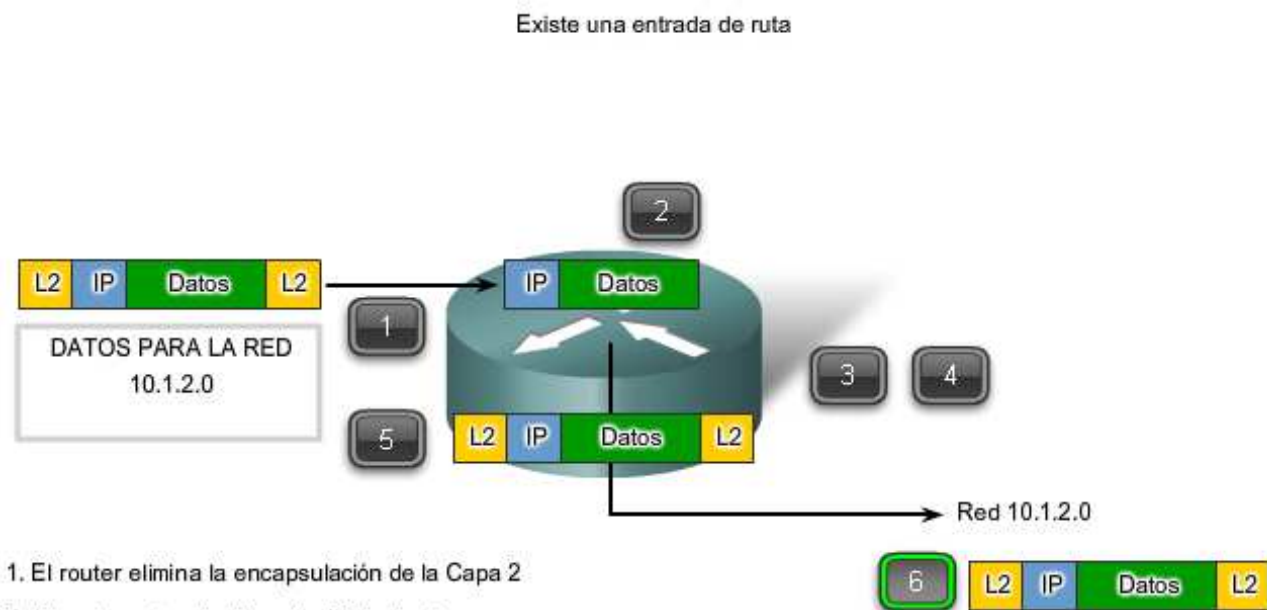 Existe una entrada de ruta
2
L2 IP Datos L2
IP Datos
1
DATOS PARA LA RED
10.1.2.0
3 4
5
L2 IP Datos L2
Red 10.1.2.0
1. El router elimina la encapsulación de la Capa 2
6
L2 IP Datos L2